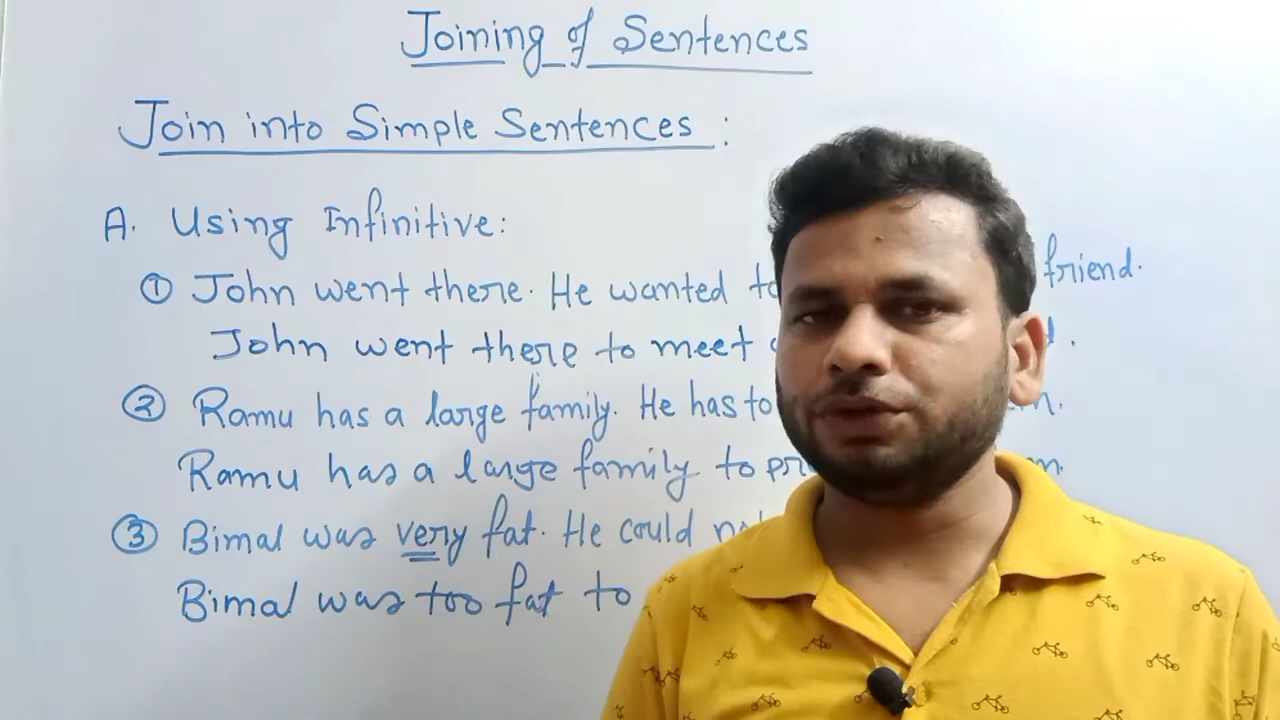 Joining of Sentences
Join into Simple Sentences :
A. Using Infinitive:
① John went there. He wanted to friend.
John went there to meet
② Ramu has a large family. He has to
Ramu has a large family to
③ Bimal was very fat. He could
Bimal was too fat to